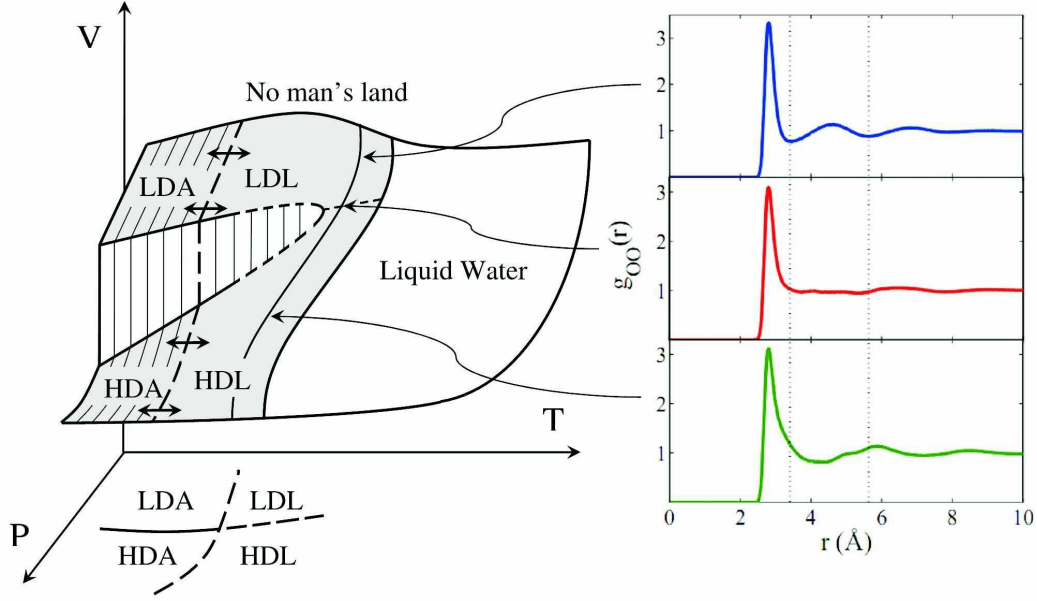 V
No man's land
LDA
LDL
Liquid Water
HDA
HDL
T
P
LDA
LDL
HDA
HDL
3
2
1
3
2
1
3
2
1
g_OO(r)
0 2 4 6 8 10
r (Å)